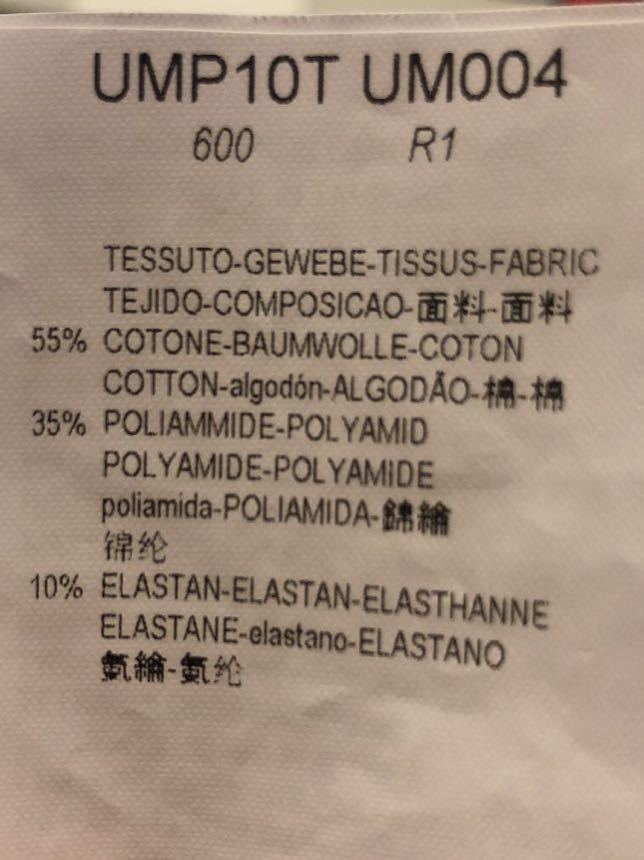 UMP10T UM004
600 R1
TESSUTO-GEWEBE-TISSUS-FABRIC
TEJIDO-COMPOSICAO-面料-面料
55% COTONE-BAUMWOLLE-COTON
COTTON-algodón-ALGODÃO-棉-棉
35% POLIAMMIDE-POLYAMID
POLYAMIDE-POLYAMIDE
poliamida-POLIAMIDA-錦綸
锦纶
10% ELASTAN-ELASTAN-ELASTHANNE
ELASTANE-elastano-ELASTANO
氨綸-氨纶